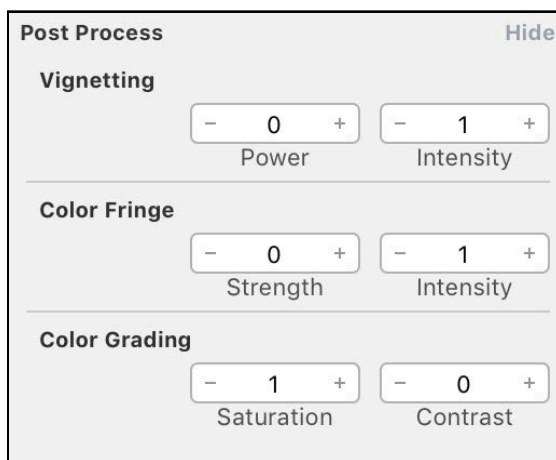 Post Process Hide
Vignetting
− 0 + − 1 +
Power Intensity
Color Fringe
− 0 + − 1 +
Strength Intensity
Color Grading
− 1 + − 0 +
Saturation Contrast